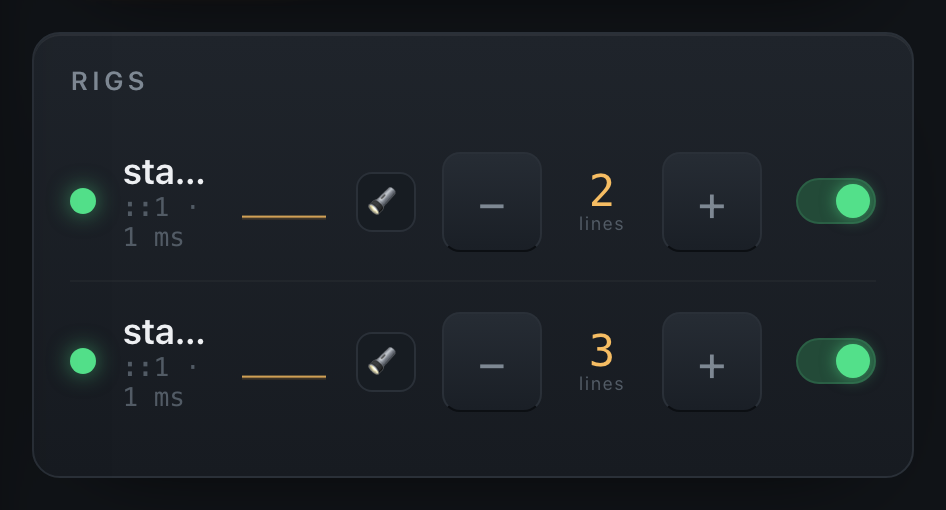 RIGS
sta...
::1 ·
1 ms
−
2
lines
+
sta...
::1 ·
1 ms
−
3
lines
+